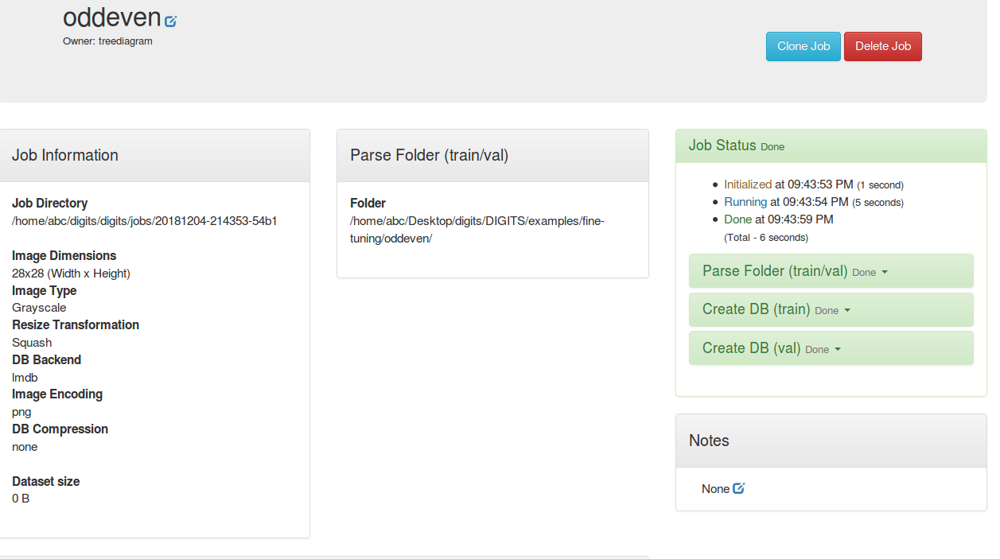 oddeven
Owner: treediagram
Clone Job
Delete Job
Job Information
Job Directory
/home/abc/digits/digits/jobs/20181204-214353-54b1
Image Dimensions
28x28 (Width x Height)
Image Type
Grayscale
Resize Transformation
Squash
DB Backend
lmdb
Image Encoding
png
DB Compression
none
Dataset size
0 B
Parse Folder (train/val)
Folder
/home/abc/Desktop/digits/DIGITS/examples/fine-
tuning/oddeven/
Job Status Done
Initialized at 09:43:53 PM (1 second)
Running at 09:43:54 PM (5 seconds)
Done at 09:43:59 PM
(Total - 6 seconds)
Parse Folder (train/val) Done
Create DB (train) Done
Create DB (val) Done
Notes
None